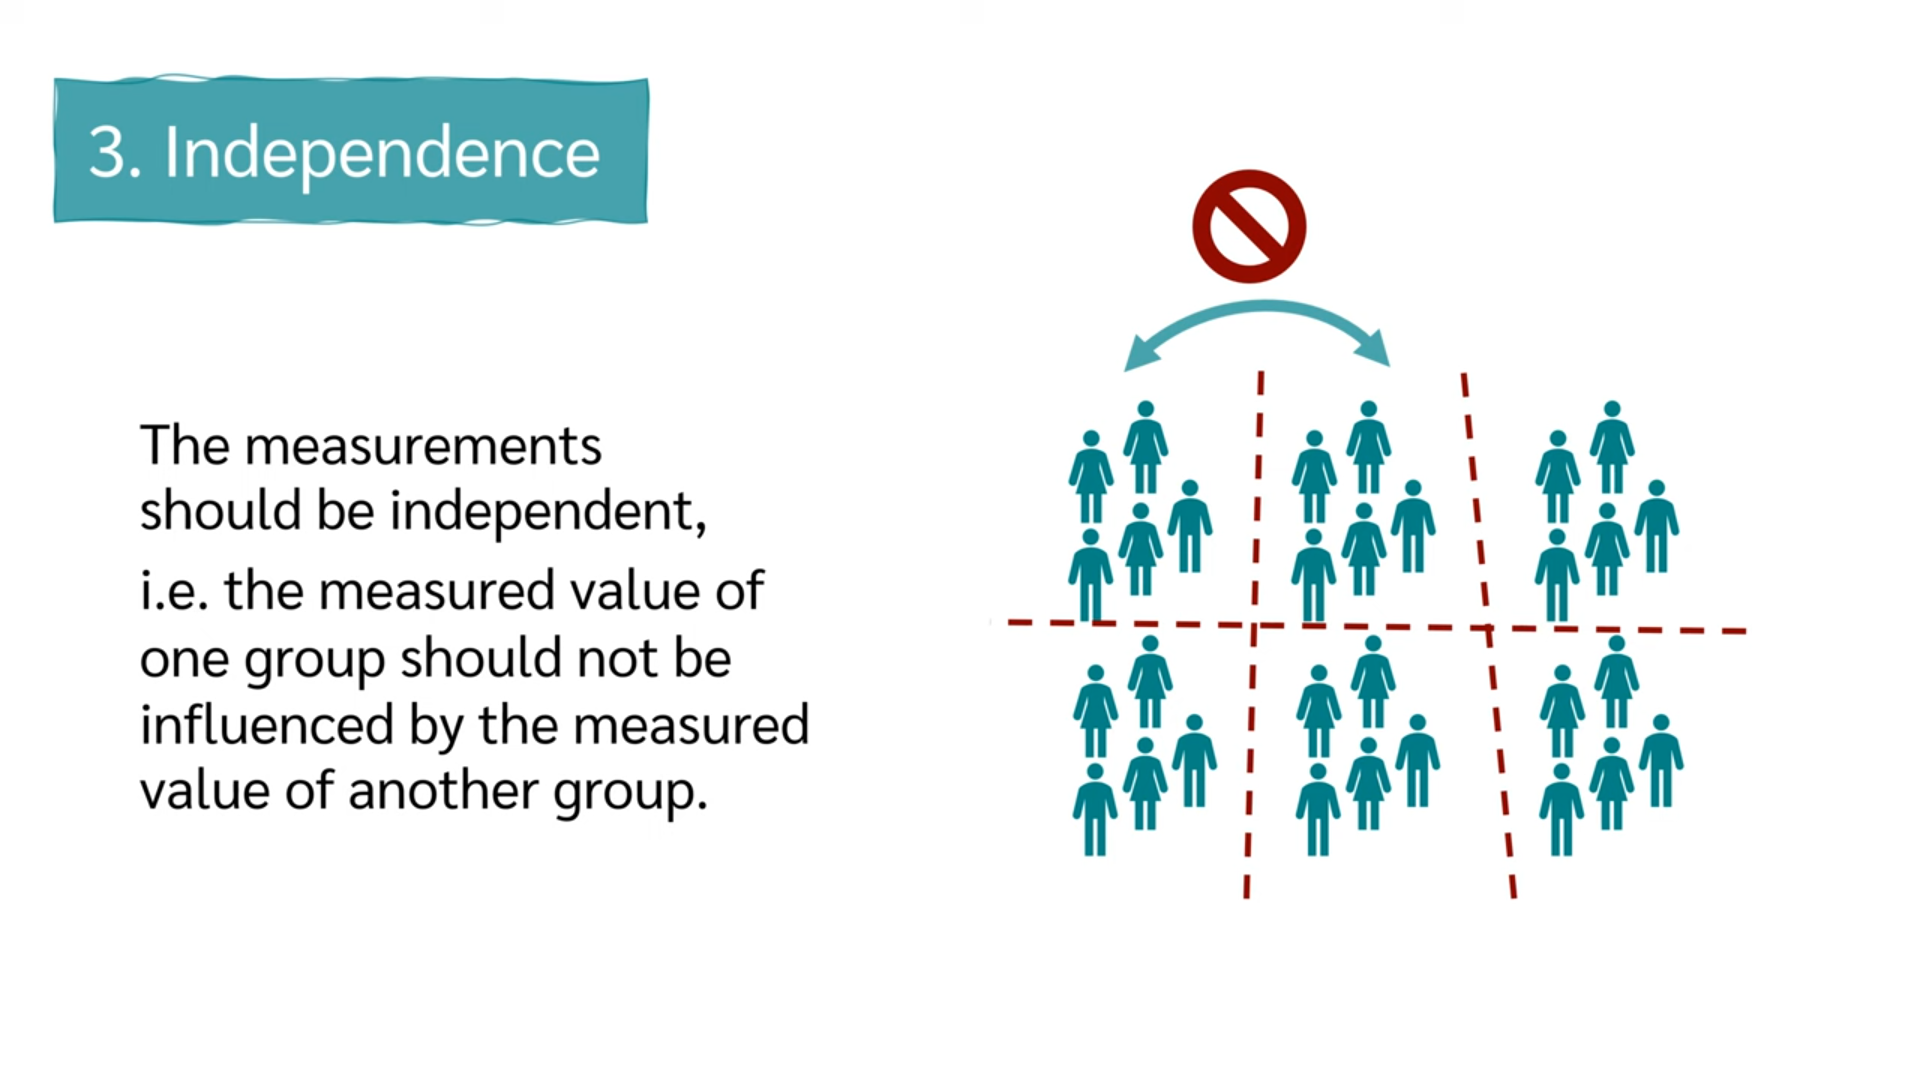 3. Independence
The measurements
should be independent,
i.e. the measured value of
one group should not be
influenced by the measured
value of another group.